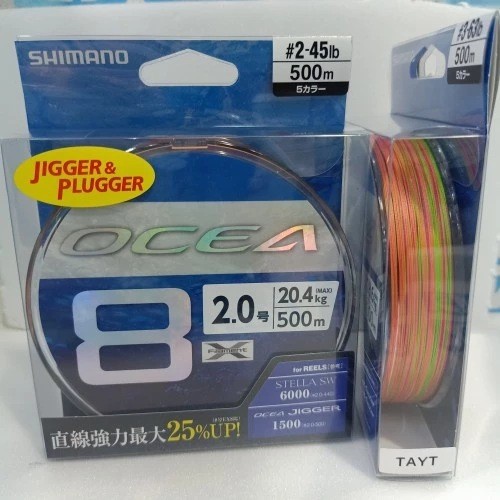 SHIMANO
#2-45lb
500m
5カラー
JIGGER &
PLUGGER
OCEA
8
2.0号
20.4kg
(MAX)
500m
X
for REELS
STELLA SW
6000
OCEA JIGGER
1500
直線強力最大25%UP!
#3-63lb
500m
5カラー
TAYT